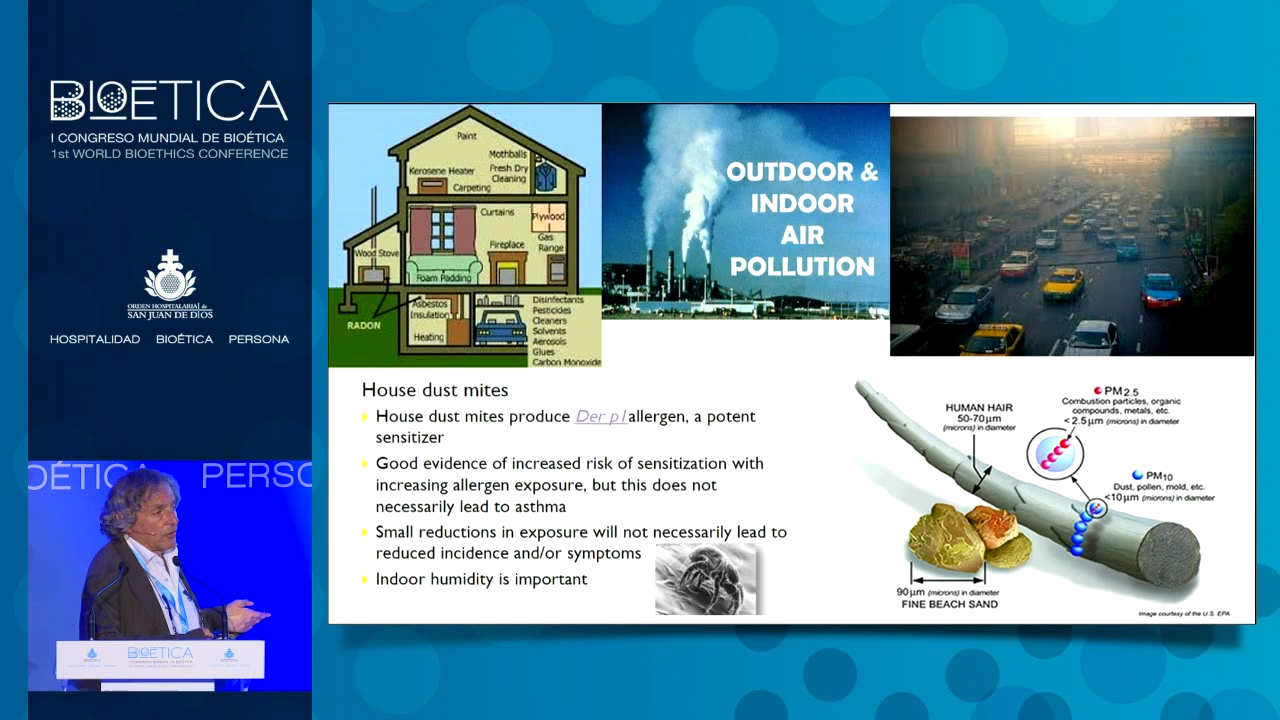 BIOĒTICA
I CONGRESO MUNDIAL DE BIOÉTICA
1st WORLD BIOETHICS CONFERENCE
ORDEN HOSPITALARIA de
SAN JUAN DE DIOS
HOSPITALIDAD BIOÉTICA PERSONA
OÉTICA PERSO
BIOĒTICA
Paint
Mothballs
Kerosene Heater
Fresh Dry
Cleaning
Carpeting
Curtains
Plywood
Gas
Range
Fireplace
Wood Stove
Foam Padding
Asbestos
Insulation
RADON
Heating
Disinfectants
Pesticides
Cleaners
Solvents
Aerosols
Glues
Carbon Monoxide
OUTDOOR &
INDOOR
AIR
POLLUTION
House dust mites
House dust mites produce Der p1 allergen, a potent
sensitizer
Good evidence of increased risk of sensitization with
increasing allergen exposure, but this does not
necessarily lead to asthma
Small reductions in exposure will not necessarily lead to
reduced incidence and/or symptoms
Indoor humidity is important
HUMAN HAIR
50-70μm
(microns) in diameter
PM2.5
Combustion particles, organic
compounds, metals, etc.
<2.5μm (microns) in diameter
PM10
Dust, pollen, mold, etc.
<10μm (microns) in diameter
90μm (microns) in diameter
FINE BEACH SAND
Image courtesy of the U.S. EPA